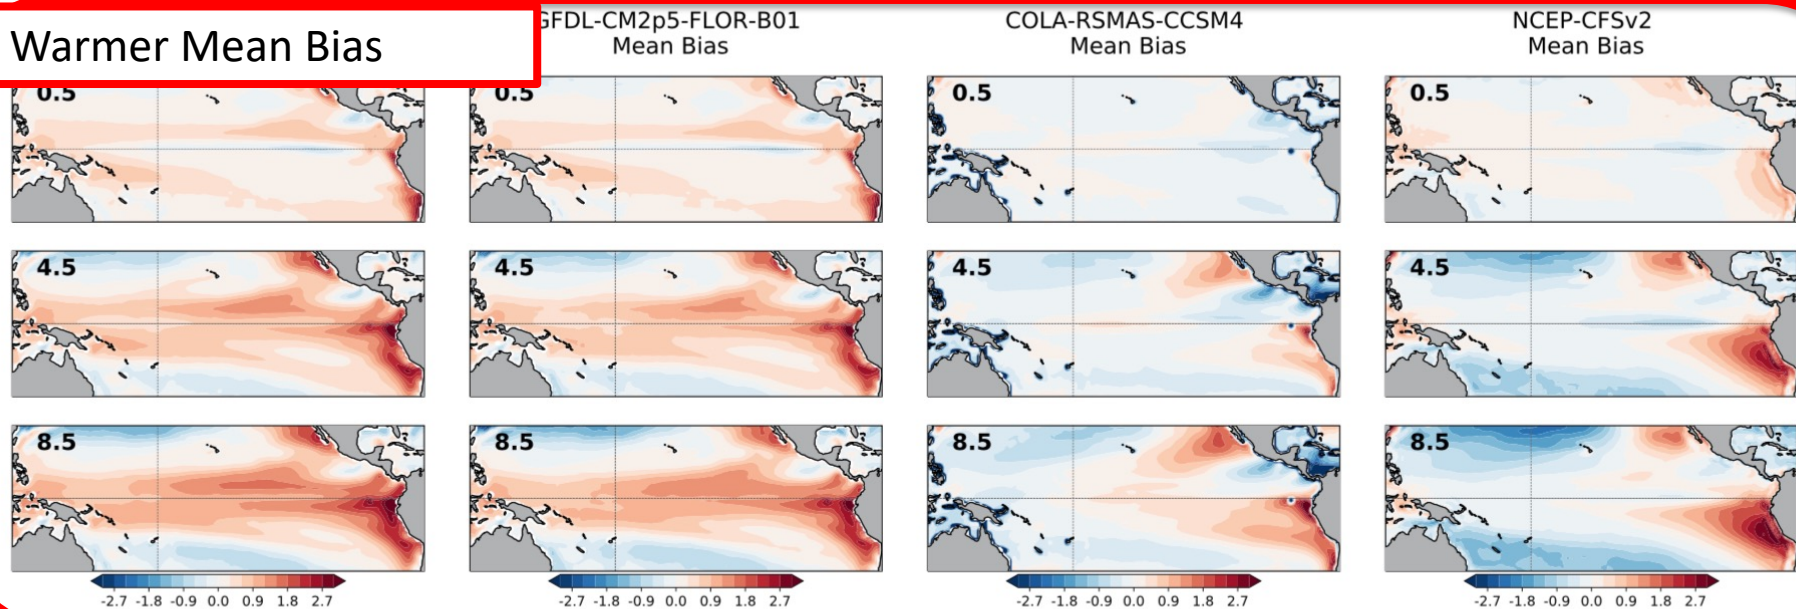 Warmer Mean Bias
GFDL-CM2p5-FLOR-B01
Mean Bias
COLA-RSMAS-CCSM4
Mean Bias
NCEP-CFSv2
Mean Bias
0.5 0.5 0.5 0.5
4.5 4.5 4.5 4.5
8.5 8.5 8.5 8.5
-2.7 -1.8 -0.9 0.0 0.9 1.8 2.7
-2.7 -1.8 -0.9 0.0 0.9 1.8 2.7
-2.7 -1.8 -0.9 0.0 0.9 1.8 2.7
-2.7 -1.8 -0.9 0.0 0.9 1.8 2.7